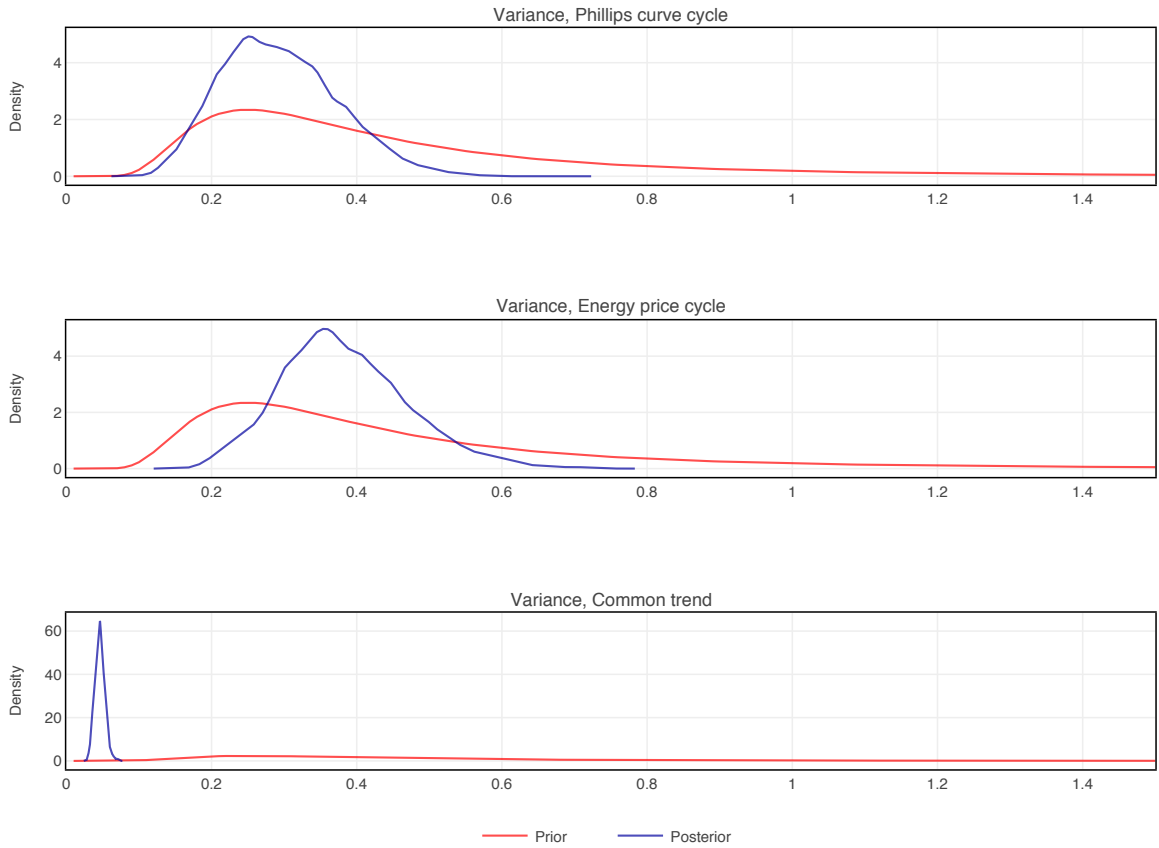 Variance, Phillips curve cycle
Density
4
2
0
0 0.2 0.4 0.6 0.8 1 1.2 1.4
Variance, Energy price cycle
Density
4
2
0
0 0.2 0.4 0.6 0.8 1 1.2 1.4
Variance, Common trend
Density
60
40
20
0
0 0.2 0.4 0.6 0.8 1 1.2 1.4
Prior Posterior